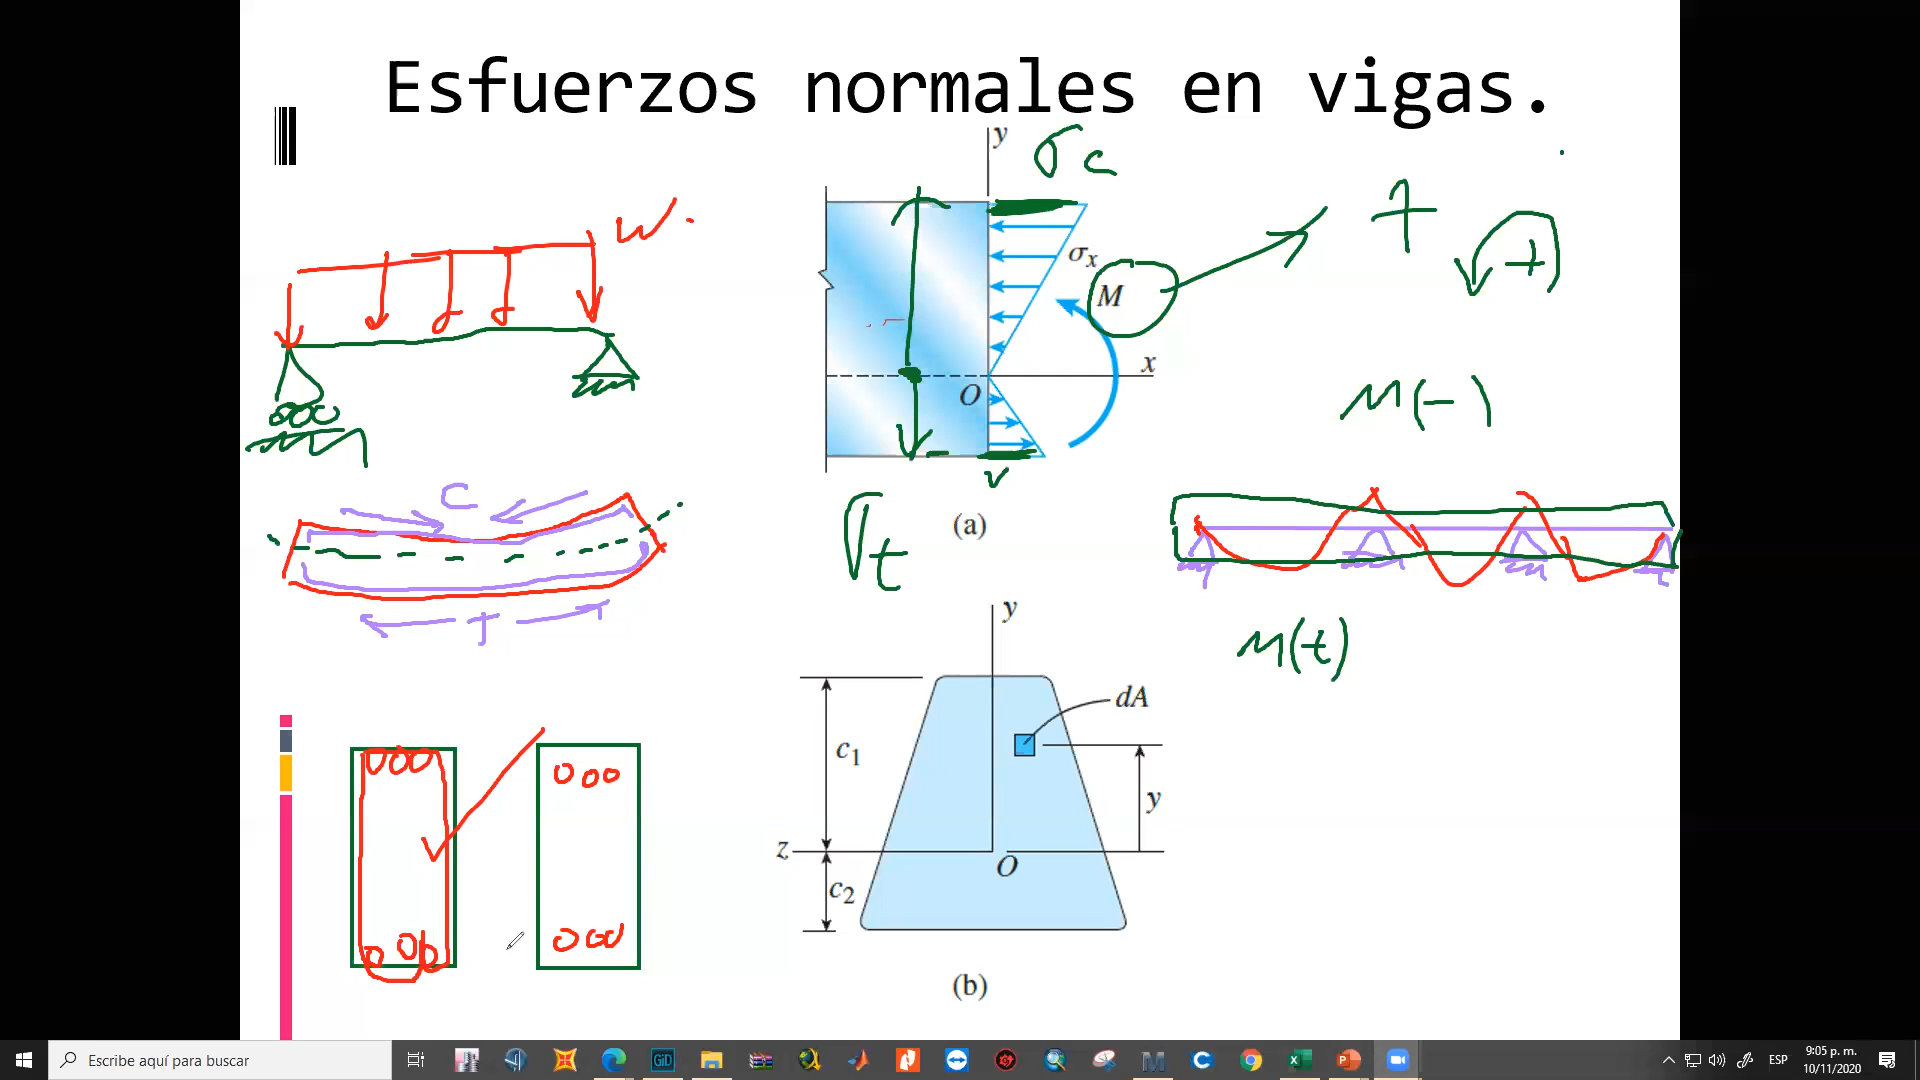 Esfuerzos normales en vigas.
y
σc
W.
+
+
σx
M
x
O
M(-)
C
σt
(a)
T
M(+)
y
dA
c1
y
z
O
c2
(b)
Escribe aquí para buscar
GiD
ESP
9:05 p. m.
10/11/2020